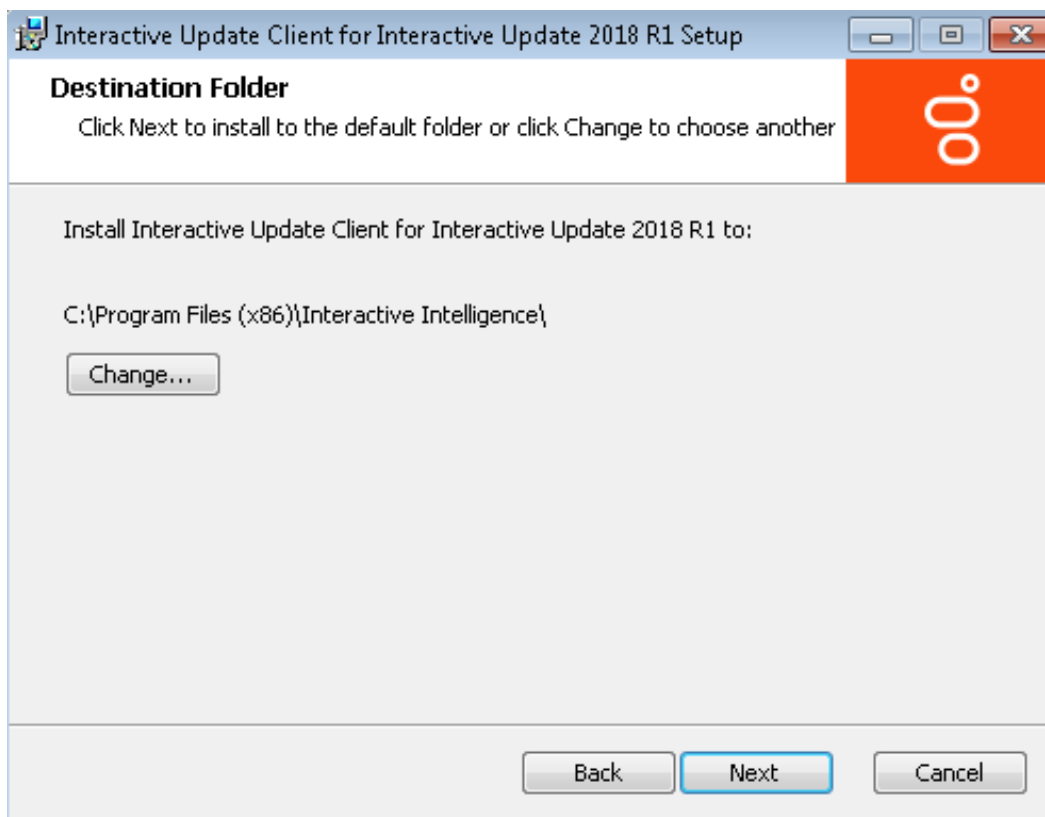 Interactive Update Client for Interactive Update 2018 R1 Setup
Destination Folder
Click Next to install to the default folder or click Change to choose another
Install Interactive Update Client for Interactive Update 2018 R1 to:
C:\Program Files (x86)\Interactive Intelligence\
Change...
Back Next Cancel